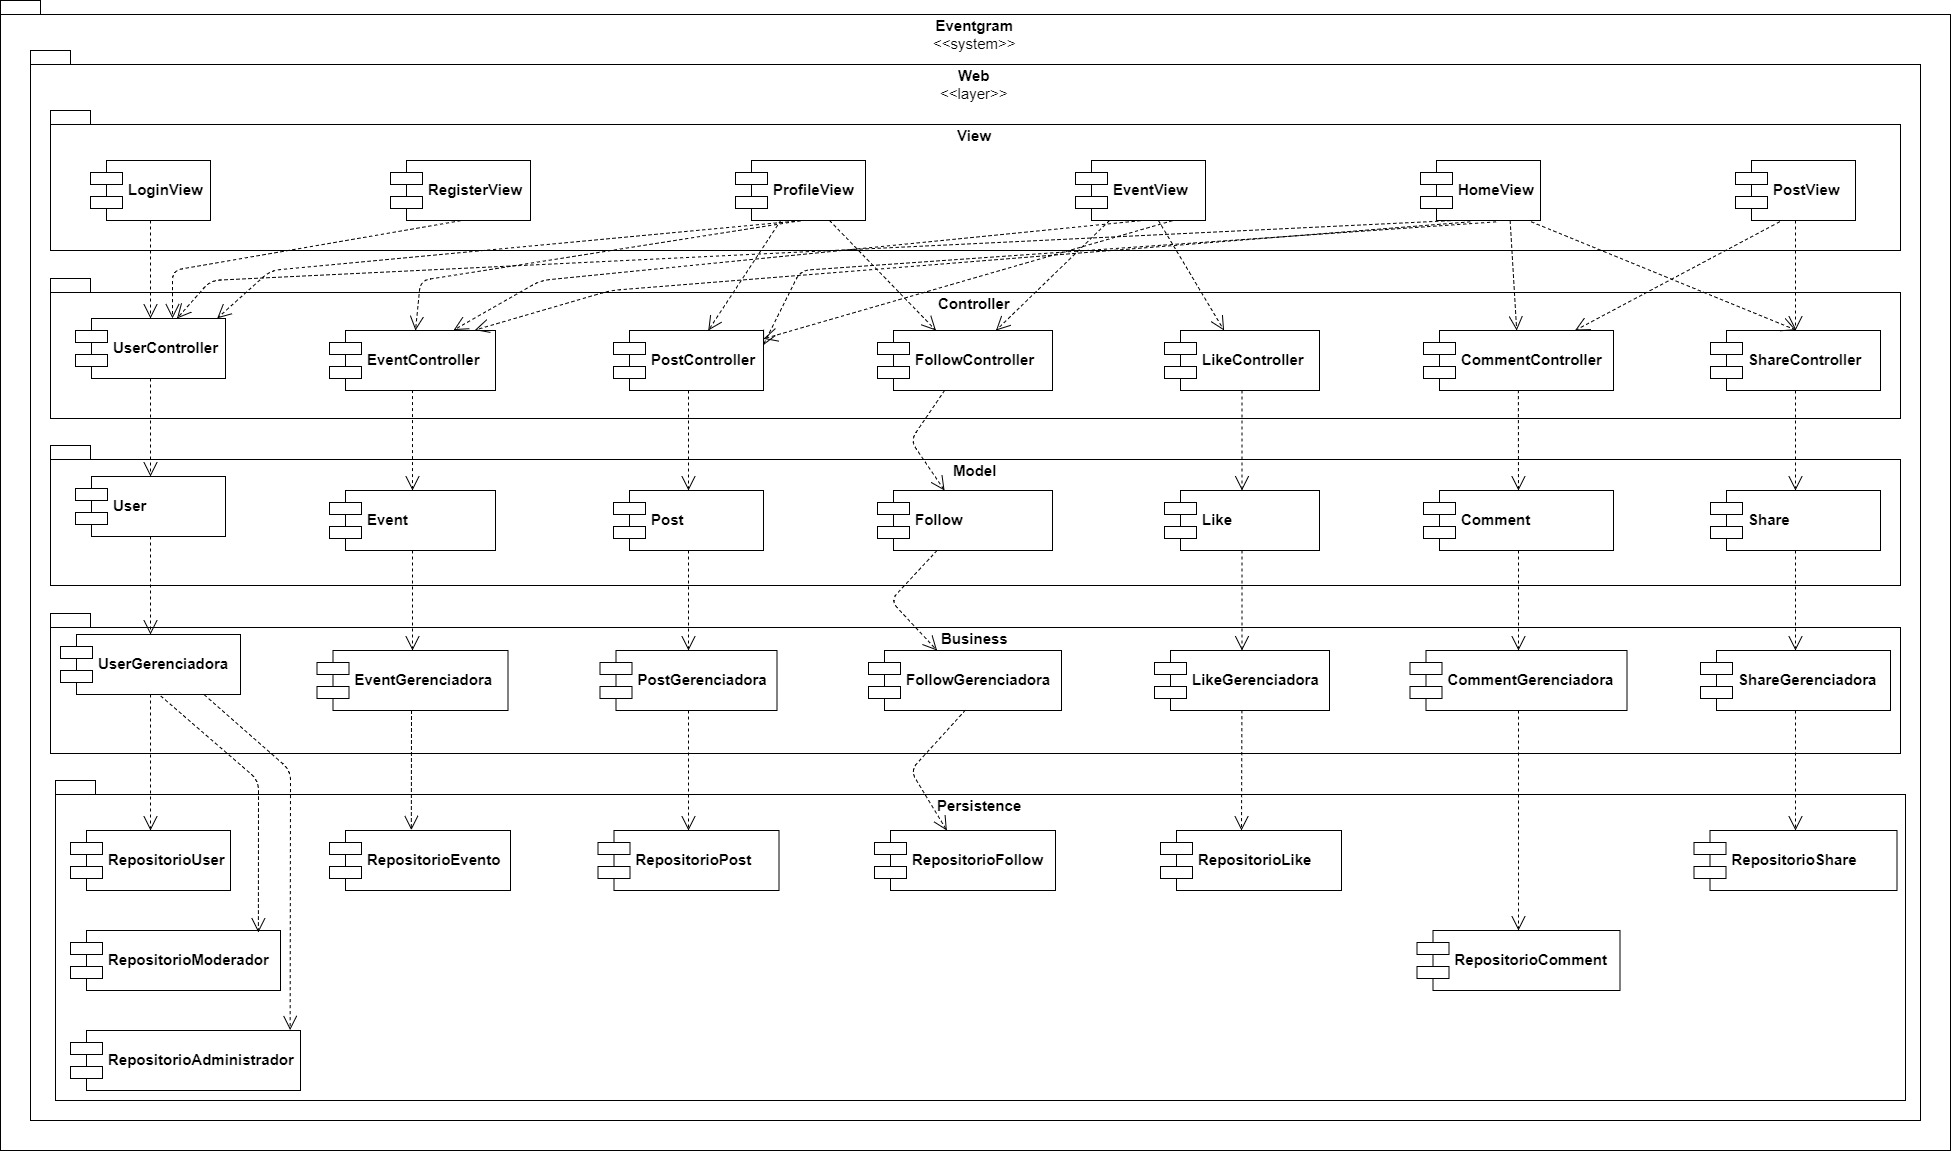 Eventgram
<<system>>
Web
<<layer>>
View
LoginView
RegisterView
ProfileView
EventView
HomeView
PostView
Controller
UserController
EventController
PostController
FollowController
LikeController
CommentController
ShareController
Model
User
Event
Post
Follow
Like
Comment
Share
Business
UserGerenciadora
EventGerenciadora
PostGerenciadora
FollowGerenciadora
LikeGerenciadora
CommentGerenciadora
ShareGerenciadora
Persistence
RepositorioUser
RepositorioEvento
RepositorioPost
RepositorioFollow
RepositorioLike
RepositorioShare
RepositorioModerador
RepositorioComment
RepositorioAdministrador